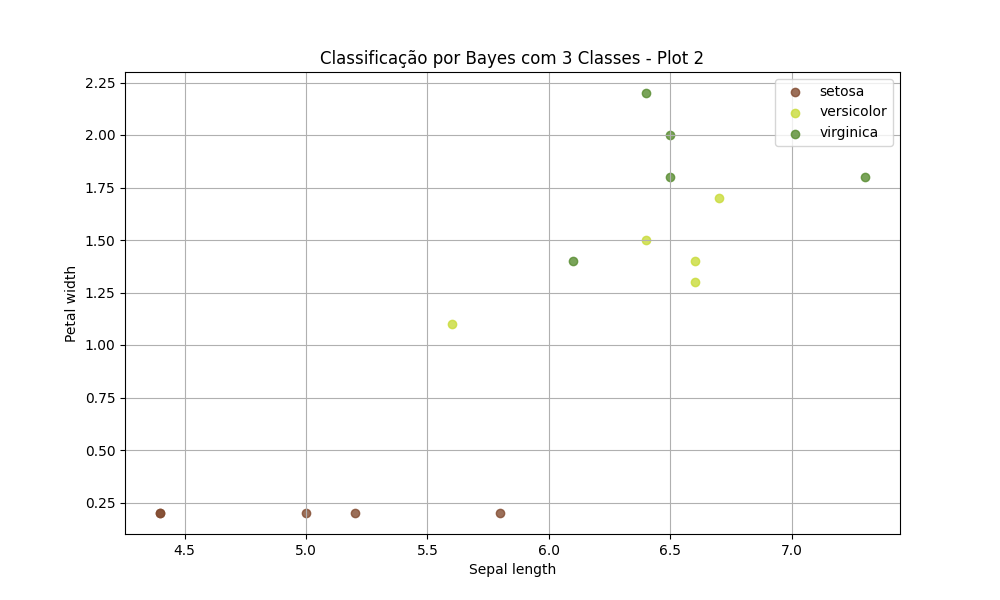 Classificação por Bayes com 3 Classes - Plot 2
setosa
versicolor
virginica
2.25
2.00
1.75
1.50
1.25
1.00
0.75
0.50
0.25
Petal width
4.5 5.0 5.5 6.0 6.5 7.0
Sepal length